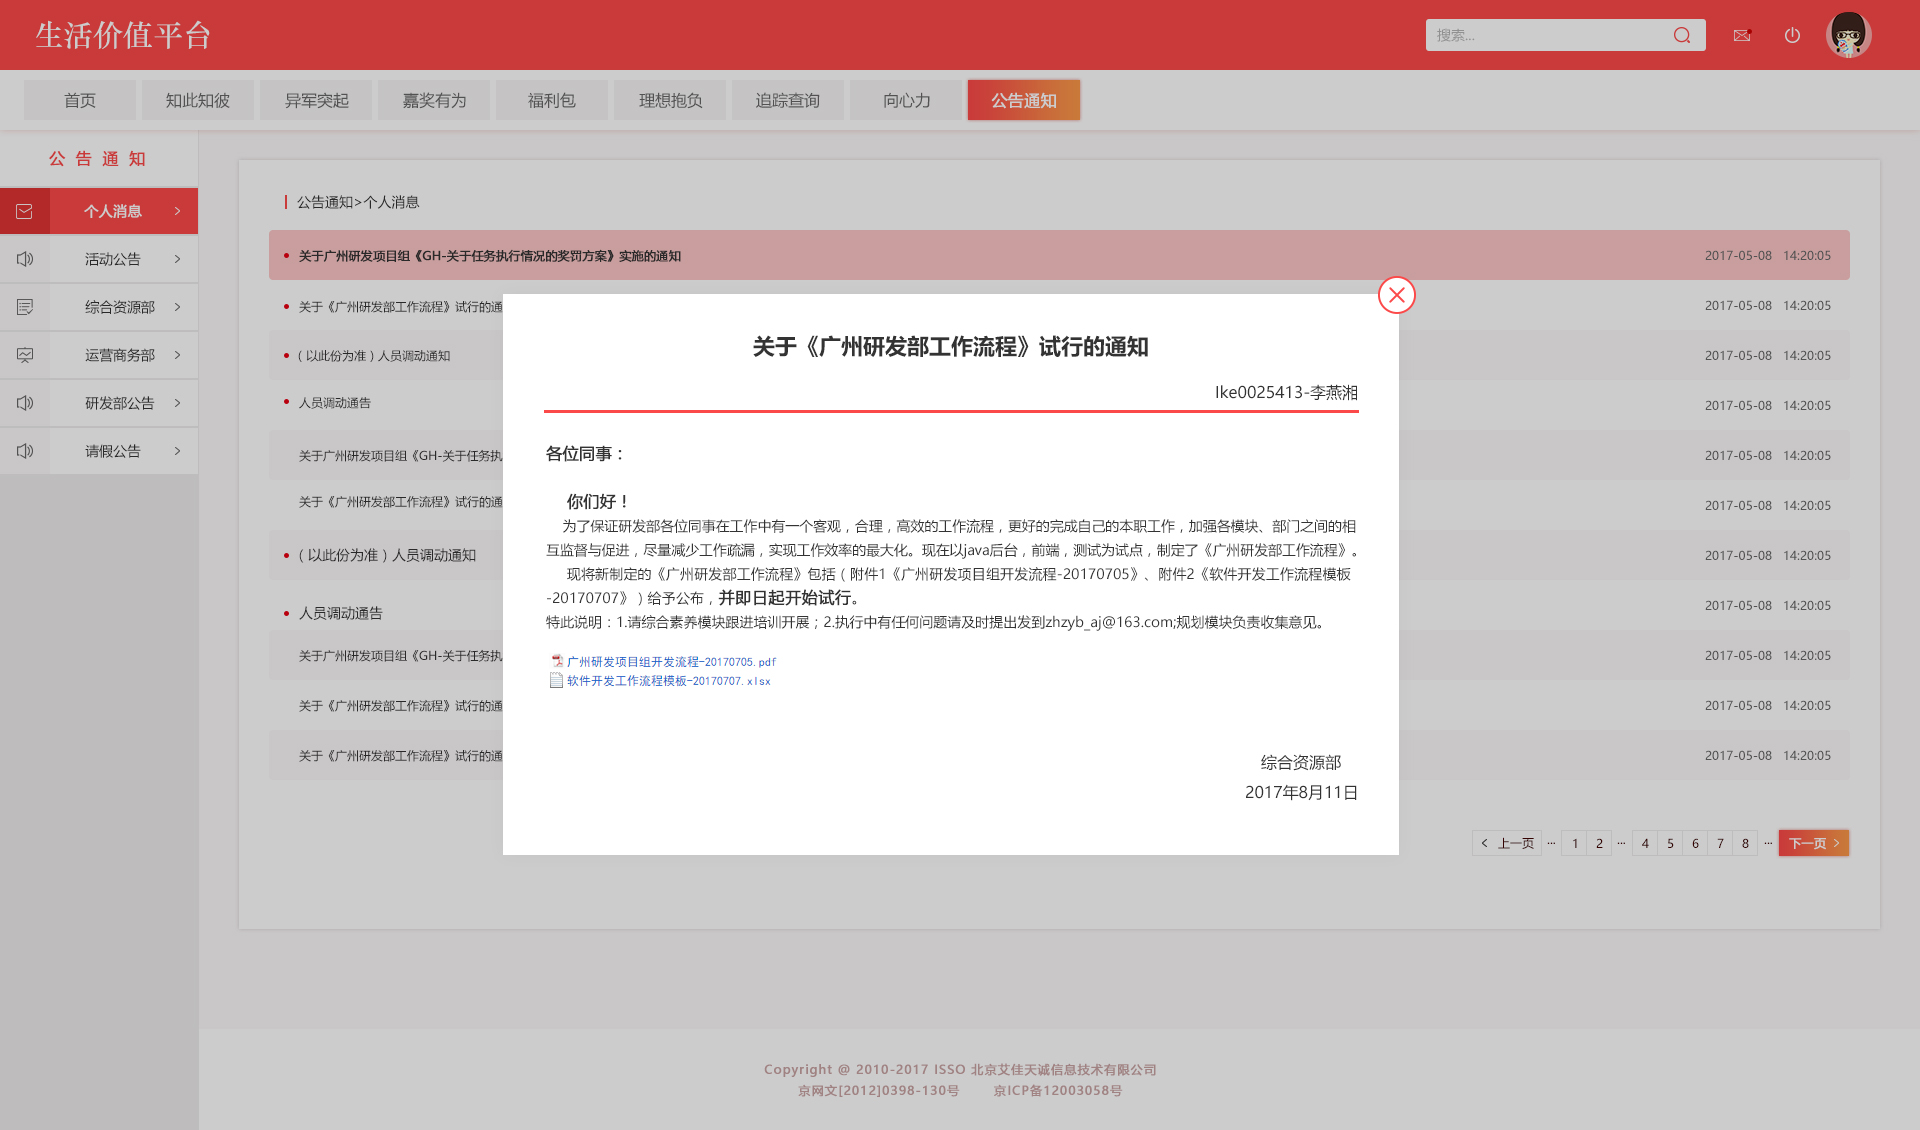 生活价值平台
搜索...
首页
知此知彼
异军突起
嘉奖有为
福利包
理想抱负
追踪查询
向心力
公告通知
公告通知
个人消息
活动公告
综合资源部
运营商务部
研发部公告
请假公告
公告通知>个人消息
关于广州研发项目组《GH-关于任务执行情况的奖罚方案》实施的通知 2017-05-08 14:20:05
关于《广州研发部工作流程》试行的通 2017-05-08 14:20:05
( 以此份为准 ) 人员调动通知 2017-05-08 14:20:05
人员调动通告 2017-05-08 14:20:05
关于广州研发项目组《GH-关于任务执 2017-05-08 14:20:05
关于《广州研发部工作流程》试行的通 2017-05-08 14:20:05
( 以此份为准 ) 人员调动通知 2017-05-08 14:20:05
人员调动通告 2017-05-08 14:20:05
关于广州研发项目组《GH-关于任务执 2017-05-08 14:20:05
关于《广州研发部工作流程》试行的通 2017-05-08 14:20:05
关于《广州研发部工作流程》试行的通 2017-05-08 14:20:05
关于《广州研发部工作流程》试行的通知
lke0025413-李燕湘
各位同事：
你们好！
为了保证研发部各位同事在工作中有一个客观，合理，高效的工作流程，更好的完成自己的本职工作，加强各模块、部门之间的相
互监督与促进，尽量减少工作疏漏，实现工作效率的最大化。现在以java后台，前端，测试为试点，制定了《广州研发部工作流程》。
现将新制定的《广州研发部工作流程》包括（附件1《广州研发项目组开发流程-20170705》、附件2《软件开发工作流程模板
-20170707》）给予公布，并即日起开始试行。
特此说明：1.请综合素养模块跟进培训开展；2.执行中有任何问题请及时提出发到zhzyb_aj@163.com;规划模块负责收集意见。
广州研发项目组开发流程-20170705.pdf
软件开发工作流程模板-20170707.xlsx
综合资源部
2017年8月11日
< 上一页 ... 1 2 ... 4 5 6 7 8 ... 下一页 >
Copyright @ 2010-2017 ISSO 北京艾佳天诚信息技术有限公司
京网文[2012]0398-130号 京ICP备12003058号